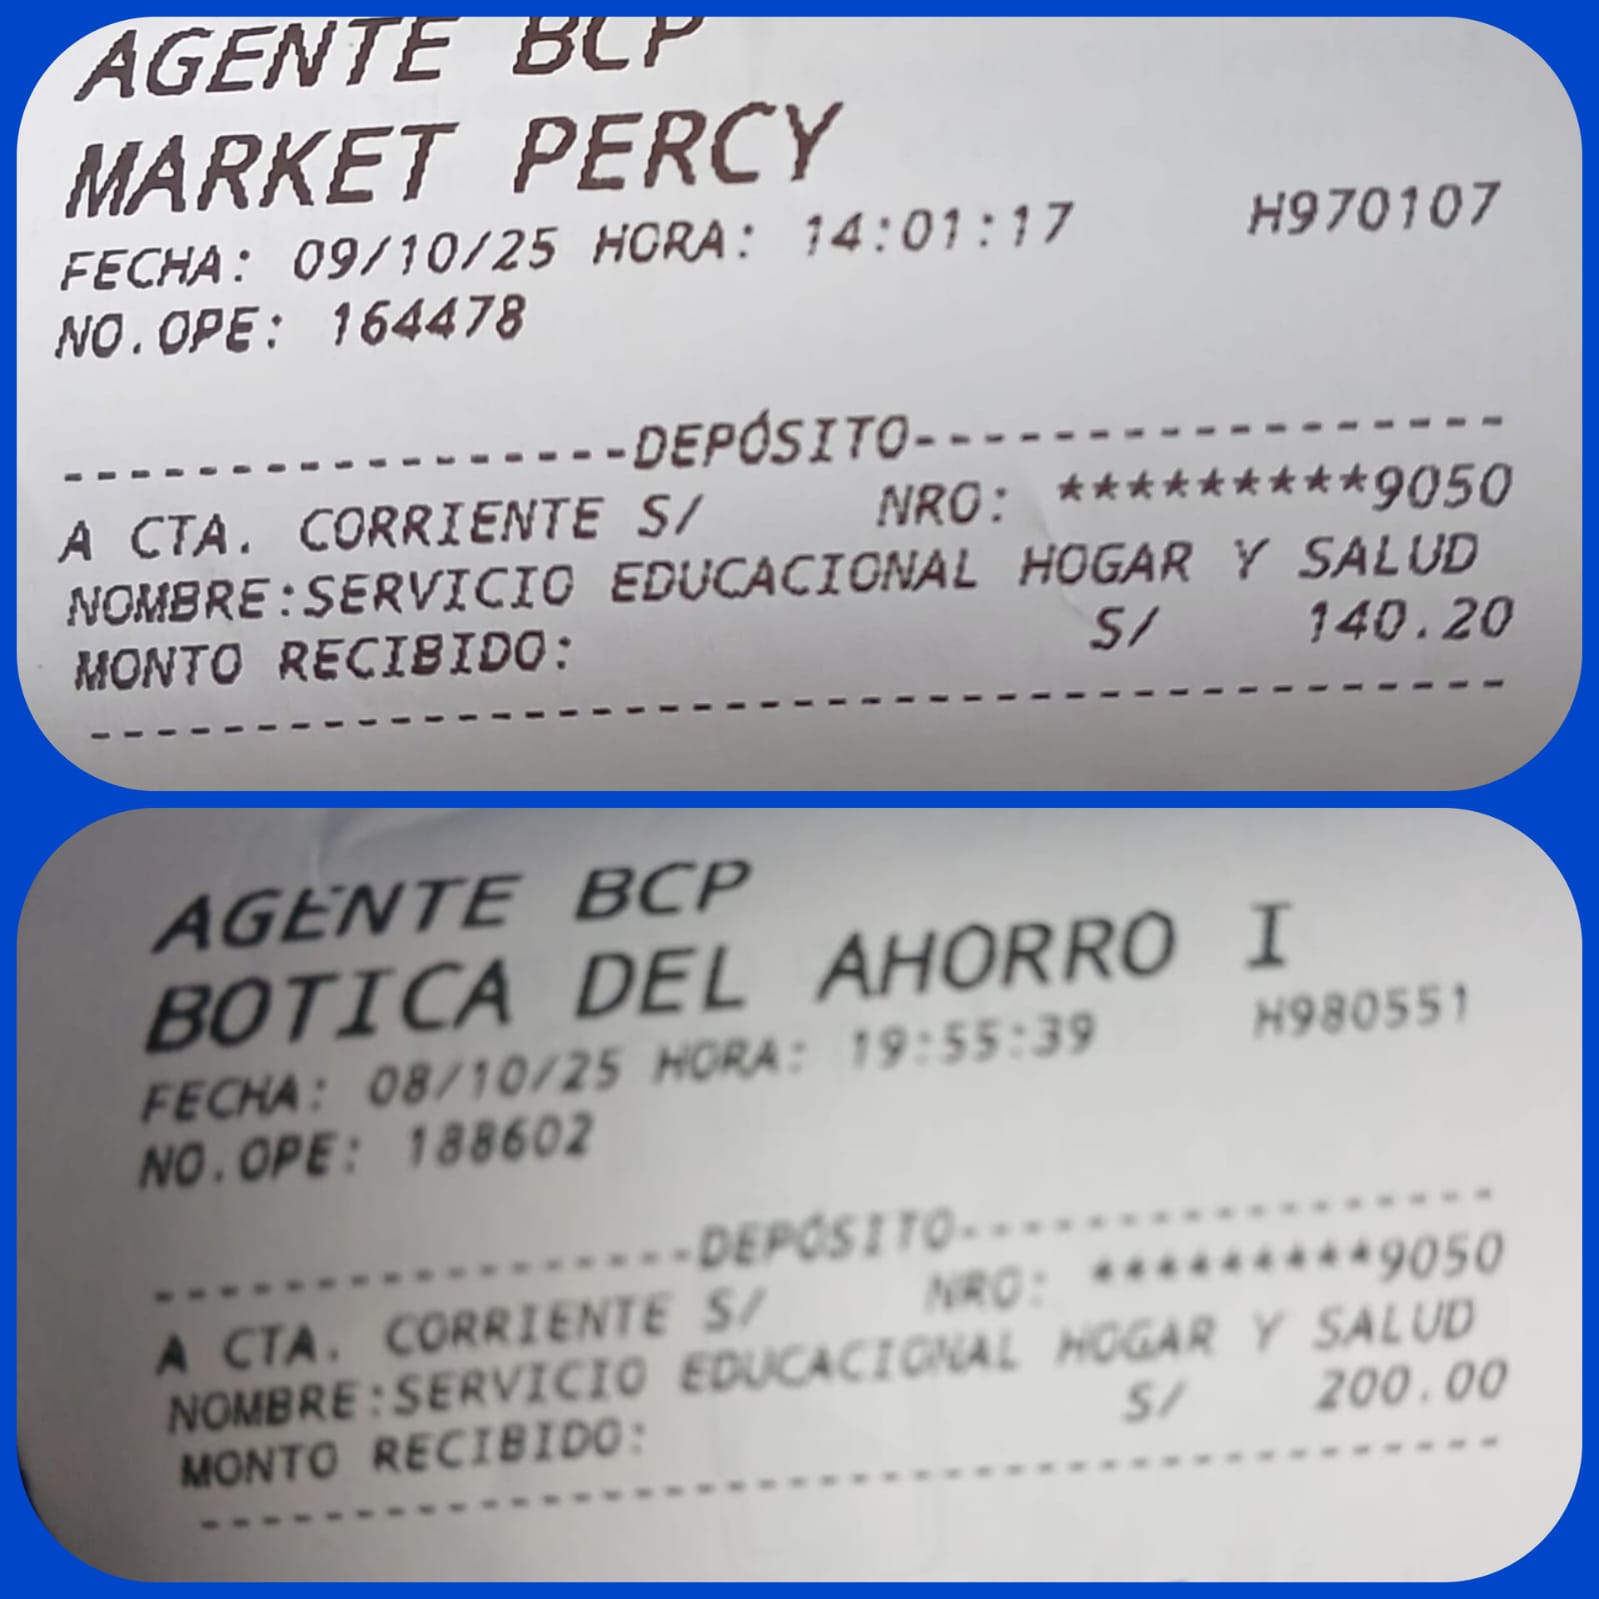 AGENTE BCP
MARKET PERCY
FECHA: 09/10/25 HORA: 14:01:17 H970107
NO.OPE: 164478
------------------DEPÓSITO------------------
A CTA. CORRIENTE S/ NRO: *********9050
NOMBRE:SERVICIO EDUCACIONAL HOGAR Y SALUD
MONTO RECIBIDO: S/ 140.20
------------------------------------------
AGENTE BCP
BOTICA DEL AHORRO I
FECHA: 08/10/25 HORA: 19:55:39 H980551
NO.OPE: 188602
------------------DEPÓSITO------------------
A CTA. CORRIENTE S/ NRO: *********9050
NOMBRE:SERVICIO EDUCACIONAL HOGAR Y SALUD
MONTO RECIBIDO: S/ 200.00
------------------------------------------